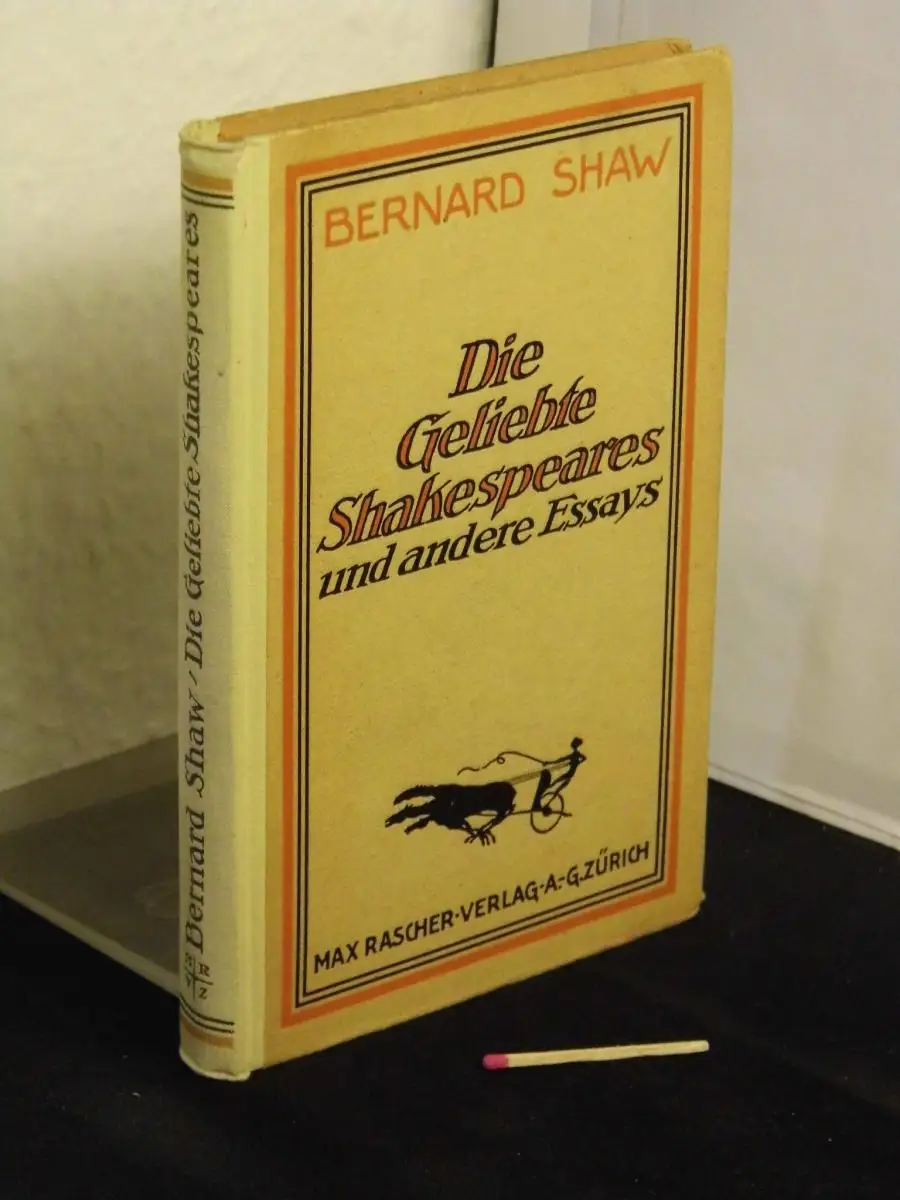 BERNARD SHAW
Die
Geliebte
Shakespeares
und andere Essays
MAX RASCHER·VERLAG·A.-G. ZÜRICH
Bernard Shaw / Die Geliebte Shakespeares
R
Z